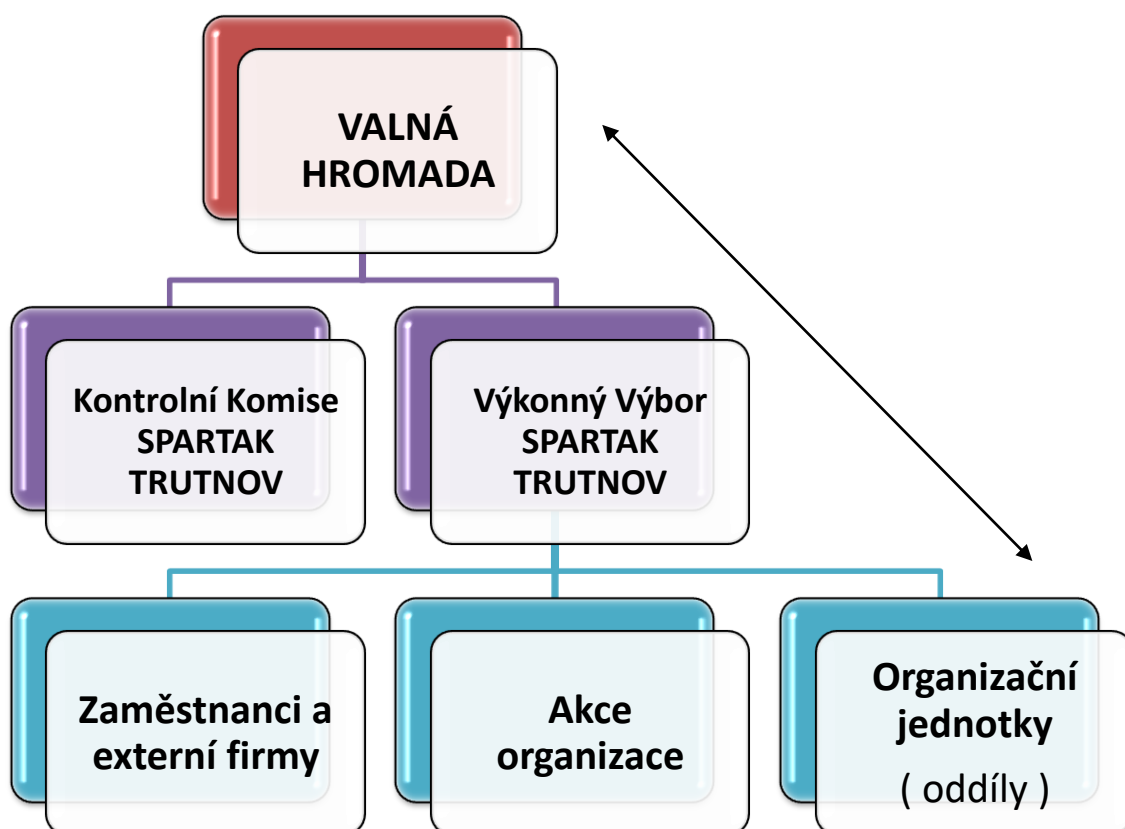 VALNÁ
HROMADA
Kontrolní Komise
SPARTAK
TRUTNOV
Výkonný Výbor
SPARTAK
TRUTNOV
Zaměstnanci a
externí firmy
Akce
organizace
Organizační
jednotky
( oddíly )